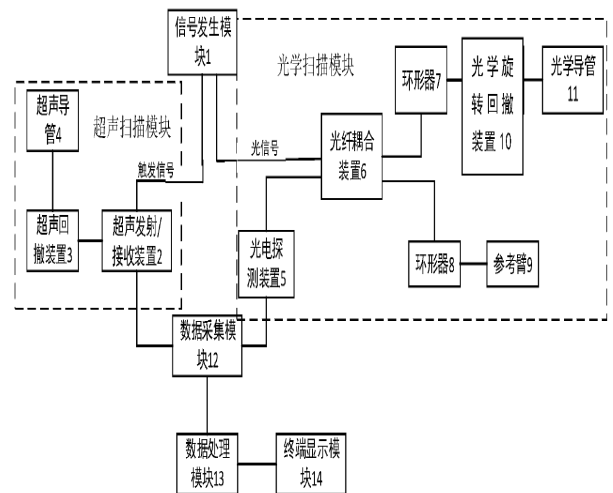 信号发生模
块1
光学扫描模块
超声导
管4
超声扫描模块
环形器7
光学旋
转回撤
装置 10
光学导管
11
光纤耦合
装置6
触发信号
光信号
超声回
撤装置3
超声发射/
接收装置2
光电探
测装置5
环形器8
参考臂9
数据采集模
块12
数据处理
模块13
终端显示模
块14